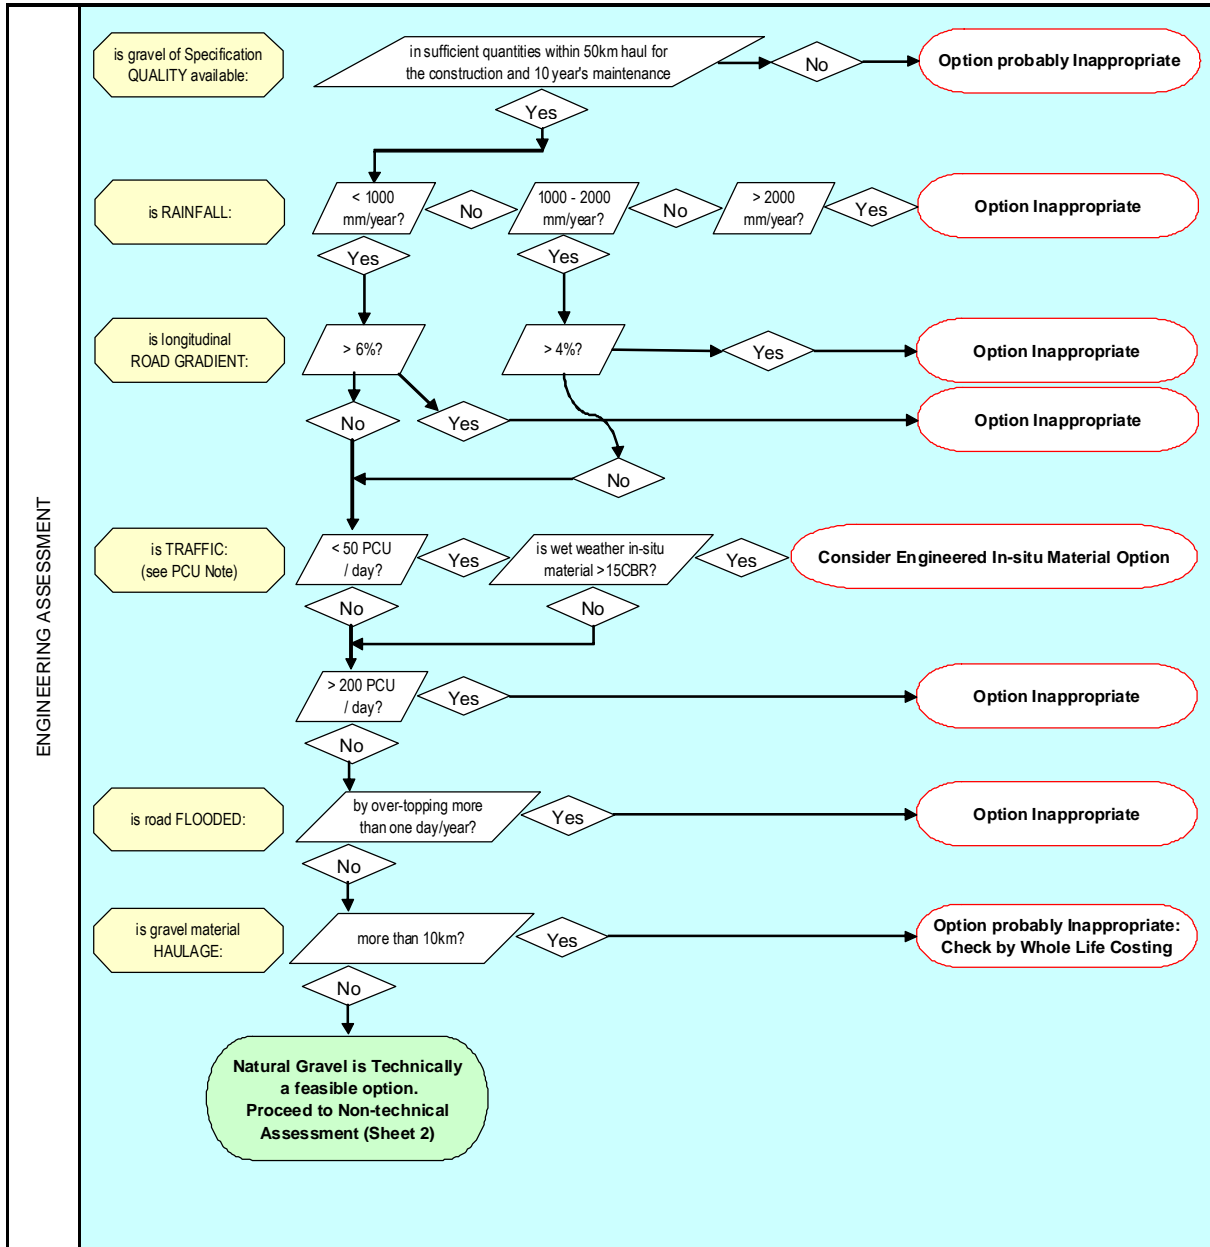 ENGINEERING ASSESSMENT
is gravel of Specification
QUALITY available:
in sufficient quantities within 50km haul for
the construction and 10 year's maintenance
No
Option probably Inappropriate
Yes
is RAINFALL:
< 1000
mm/year?
No
1000 - 2000
mm/year?
No
> 2000
mm/year?
Yes
Option Inappropriate
Yes
Yes
is longitudinal
ROAD GRADIENT:
> 6%?
> 4%?
Yes
Option Inappropriate
No
Yes
Option Inappropriate
No
is TRAFFIC:
(see PCU Note)
< 50 PCU
/ day?
Yes
is wet weather in-situ
material >15CBR?
Yes
Consider Engineered In-situ Material Option
No
No
> 200 PCU
/ day?
Yes
Option Inappropriate
No
is road FLOODED:
by over-topping more
than one day/year?
Yes
Option Inappropriate
No
is gravel material
HAULAGE:
more than 10km?
Yes
Option probably Inappropriate:
Check by Whole Life Costing
No
Natural Gravel is Technically
a feasible option.
Proceed to Non-technical
Assessment (Sheet 2)